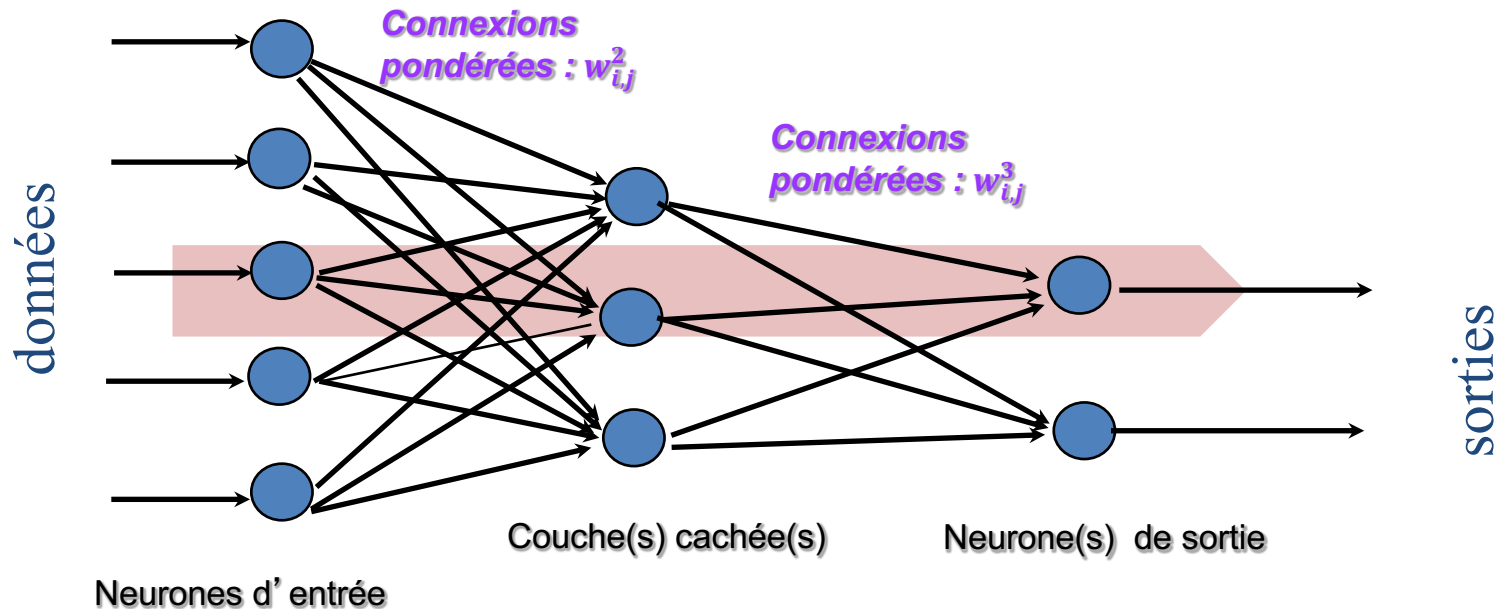 Connexions
pondérées : w²ᵢ,ⱼ
Connexions
pondérées : w³ᵢ,ⱼ
données
sorties
Couche(s) cachée(s)
Neurone(s) de sortie
Neurones d’ entrée